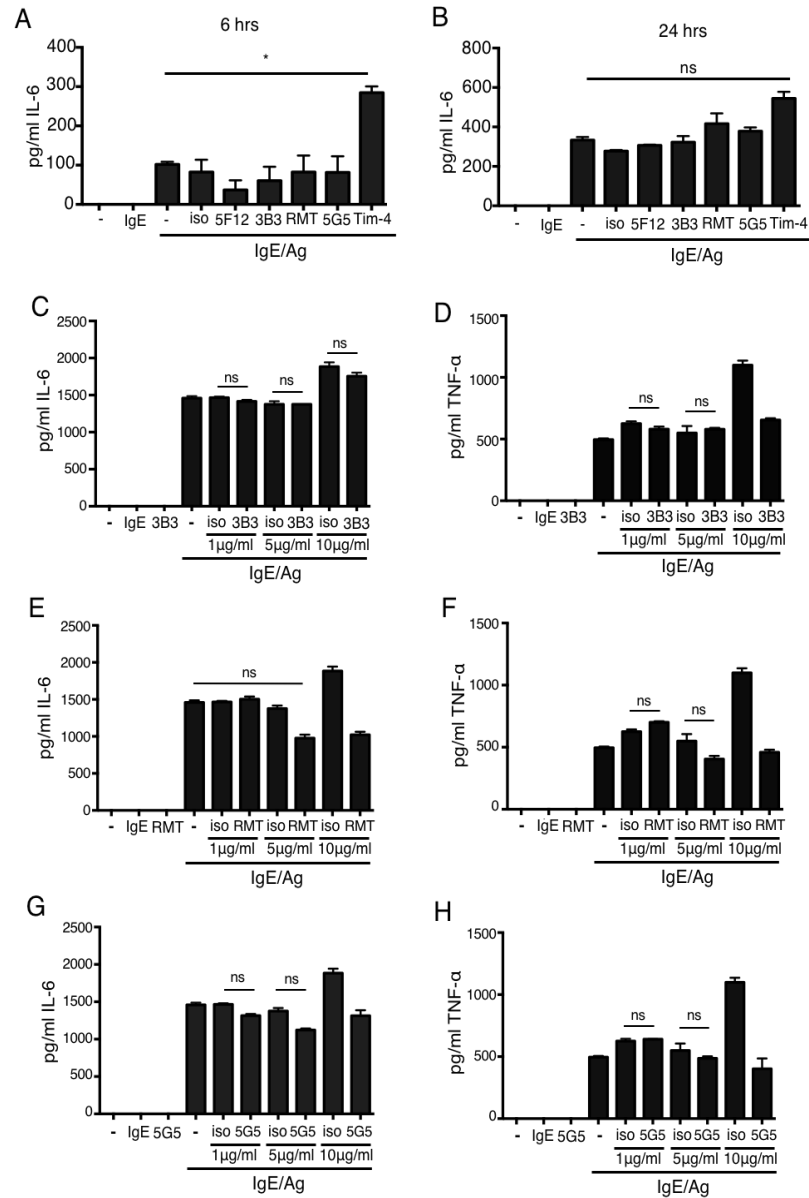 A
6 hrs
pg/ml IL-6
400
300
200
100
0
*
- IgE - iso 5F12 3B3 RMT 5G5 Tim-4
IgE/Ag
B
24 hrs
pg/ml IL-6
800
600
400
200
0
ns
- IgE - iso 5F12 3B3 RMT 5G5 Tim-4
IgE/Ag
C
pg/ml IL-6
2500
2000
1500
1000
500
0
ns ns ns
- IgE 3B3 - iso 3B3 iso 3B3 iso 3B3
1µg/ml 5µg/ml 10µg/ml
IgE/Ag
D
pg/ml TNF-α
1500
1000
500
0
ns ns
- IgE 3B3 - iso 3B3 iso 3B3 iso 3B3
1µg/ml 5µg/ml 10µg/ml
IgE/Ag
E
pg/ml IL-6
2500
2000
1500
1000
500
0
ns
- IgE RMT - iso RMT iso RMT iso RMT
1µg/ml 5µg/ml 10µg/ml
IgE/Ag
F
pg/ml TNF-α
1500
1000
500
0
ns ns
- IgE RMT - iso RMT iso RMT iso RMT
1µg/ml 5µg/ml 10µg/ml
IgE/Ag
G
pg/ml IL-6
2500
2000
1500
1000
500
0
ns ns
- IgE 5G5 - iso 5G5 iso 5G5 iso 5G5
1µg/ml 5µg/ml 10µg/ml
IgE/Ag
H
pg/ml TNF-α
1500
1000
500
0
ns ns
- IgE 5G5 - iso 5G5 iso 5G5 iso 5G5
1µg/ml 5µg/ml 10µg/ml
IgE/Ag